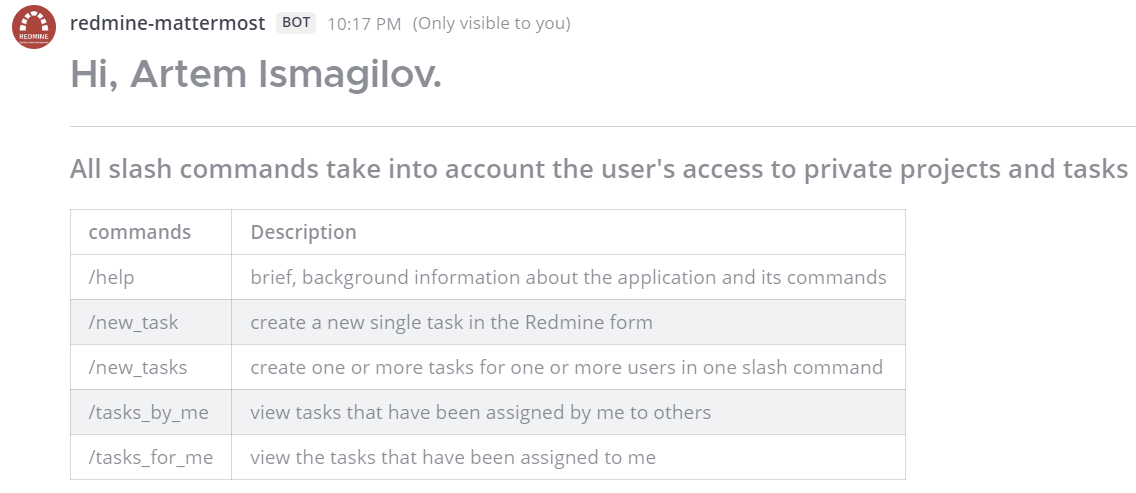 REDMINE
redmine-mattermost BOT 10:17 PM (Only visible to you)
Hi, Artem Ismagilov.
All slash commands take into account the user's access to private projects and tasks
commands Description
/help brief, background information about the application and its commands
/new_task create a new single task in the Redmine form
/new_tasks create one or more tasks for one or more users in one slash command
/tasks_by_me view tasks that have been assigned by me to others
/tasks_for_me view the tasks that have been assigned to me